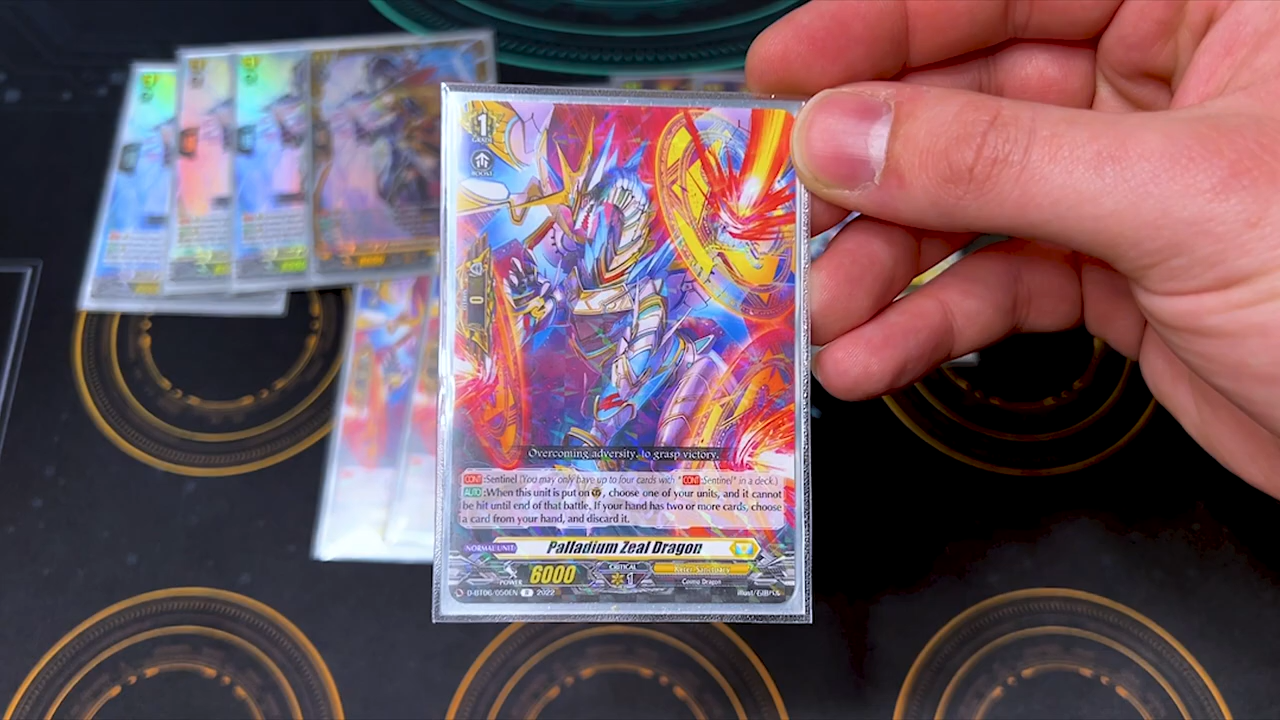 1
GRADE
BOOST
0
Overcoming adversity, to grasp victory.
CONT:Sentinel (You may only have up to four cards with "CONT:Sentinel" in a deck.)
AUTO:When this unit is put on GC, choose one of your units, and it cannot
be hit until end of that battle. If your hand has two or more cards, choose
a card from your hand, and discard it.
NORMAL UNIT
Palladium Zeal Dragon
POWER 6000
CRITICAL
1
Keter Sanctuary
Cosmo Dragon
D-BT06/050EN R 2022